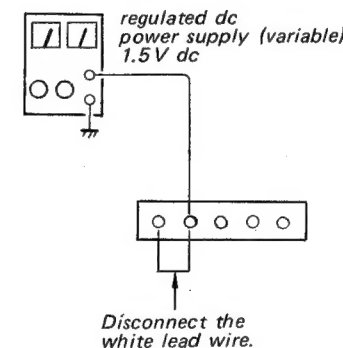 regulated dc
power supply (variable)
1.5 V dc
Disconnect the
white lead wire.